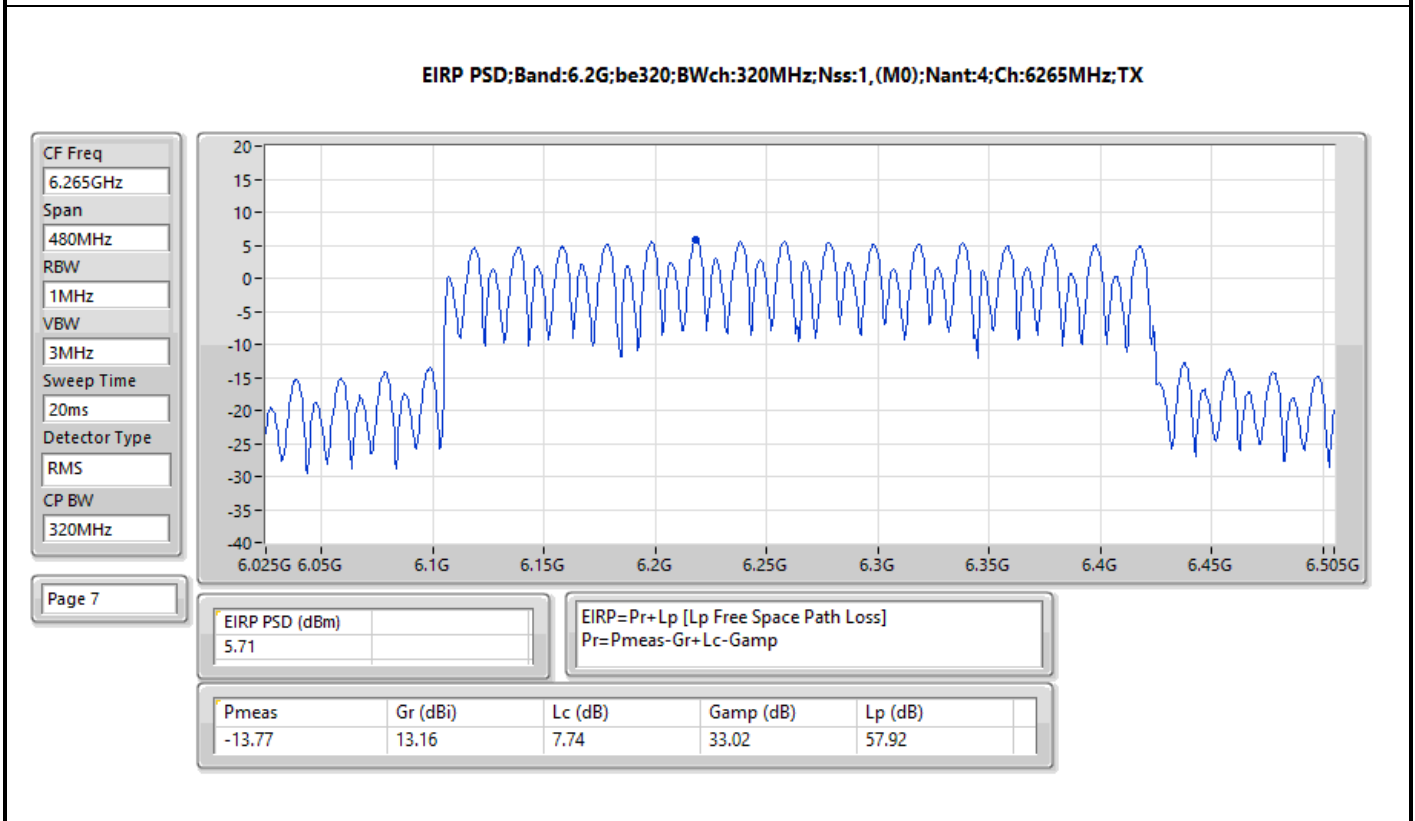 EIRP PSD;Band:6.2G;be320;BWch:320MHz;Nss:1,(M0);Nant:4;Ch:6265MHz;TX
CF Freq
6.265GHz
Span
480MHz
RBW
1MHz
VBW
3MHz
Sweep Time
20ms
Detector Type
RMS
CP BW
320MHz
Page 7
20
15
10
5
0
-5
-10
-15
-20
-25
-30
-35
-40
6.025G 6.05G 6.1G 6.15G 6.2G 6.25G 6.3G 6.35G 6.4G 6.45G 6.505G
EIRP PSD (dBm)
5.71
EIRP=Pr+Lp [Lp Free Space Path Loss]
Pr=Pmeas-Gr+Lc-Gamp
Pmeas Gr (dBi) Lc (dB) Gamp (dB) Lp (dB)
-13.77 13.16 7.74 33.02 57.92